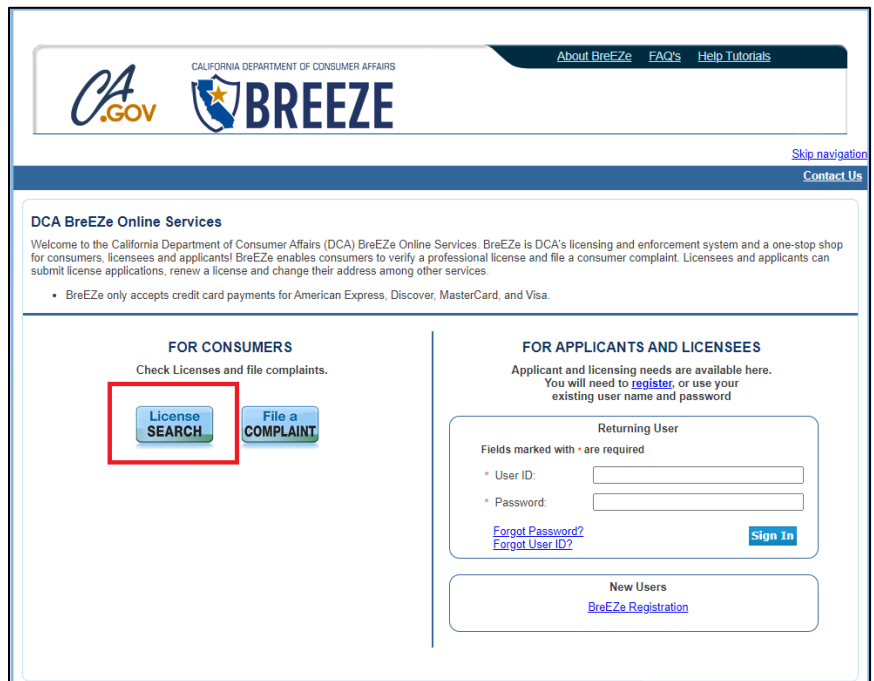 About BreEZe FAQ's Help Tutorials
CA
.GOV
CALIFORNIA DEPARTMENT OF CONSUMER AFFAIRS
BREEZE
Skip navigation
Contact Us
DCA BreEZe Online Services
Welcome to the California Department of Consumer Affairs (DCA) BreEZe Online Services. BreEZe is DCA's licensing and enforcement system and a one-stop shop
for consumers, licensees and applicants! BreEZe enables consumers to verify a professional license and file a consumer complaint. Licensees and applicants can
submit license applications, renew a license and change their address among other services.
• BreEZe only accepts credit card payments for American Express, Discover, MasterCard, and Visa.
FOR CONSUMERS
Check Licenses and file complaints.
License
SEARCH
File a
COMPLAINT
FOR APPLICANTS AND LICENSEES
Applicant and licensing needs are available here.
You will need to register, or use your
existing user name and password
Returning User
Fields marked with * are required
* User ID:
* Password:
Forgot Password?
Forgot User ID?
Sign In
New Users
BreEZe Registration